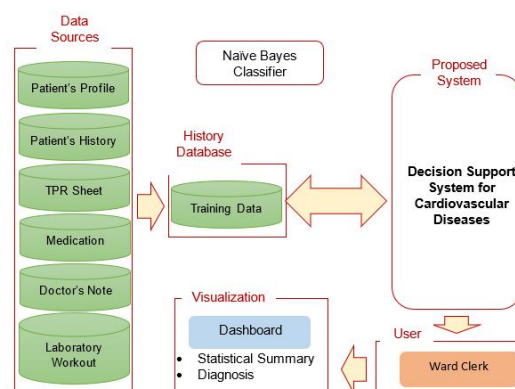 Data
Sources
Patient's Profile
Patient's History
TPR Sheet
Medication
Doctor's Note
Laboratory
Workout
Naïve Bayes
Classifier
History
Database
Training Data
Proposed
System
Decision Support
System for
Cardiovascular
Diseases
User
Ward Clerk
Visualization
Dashboard
• Statistical Summary
• Diagnosis